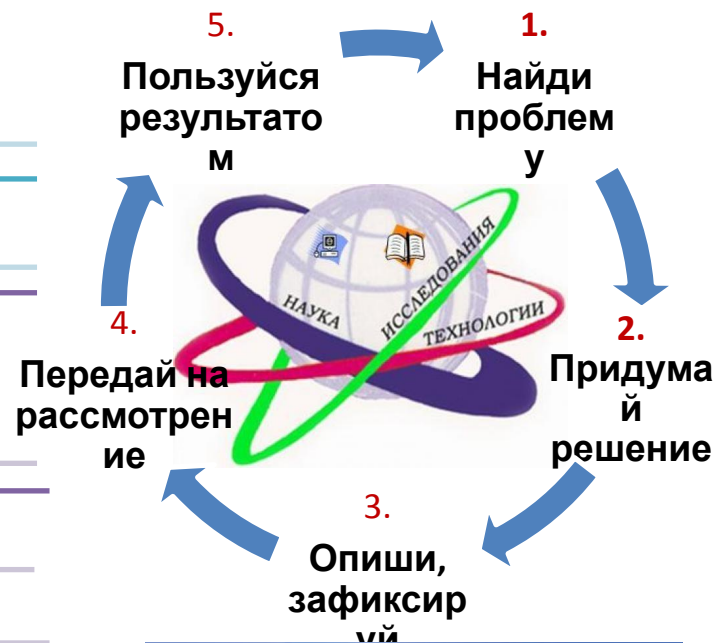 1.
Найди
проблем
у
2.
Придума
й
решение
3.
Опиши,
зафиксир
уй
4.
Передай на
рассмотрен
ие
5.
Пользуйся
результато
м
НАУКА
ИССЛЕДОВАНИЯ
ТЕХНОЛОГИИ